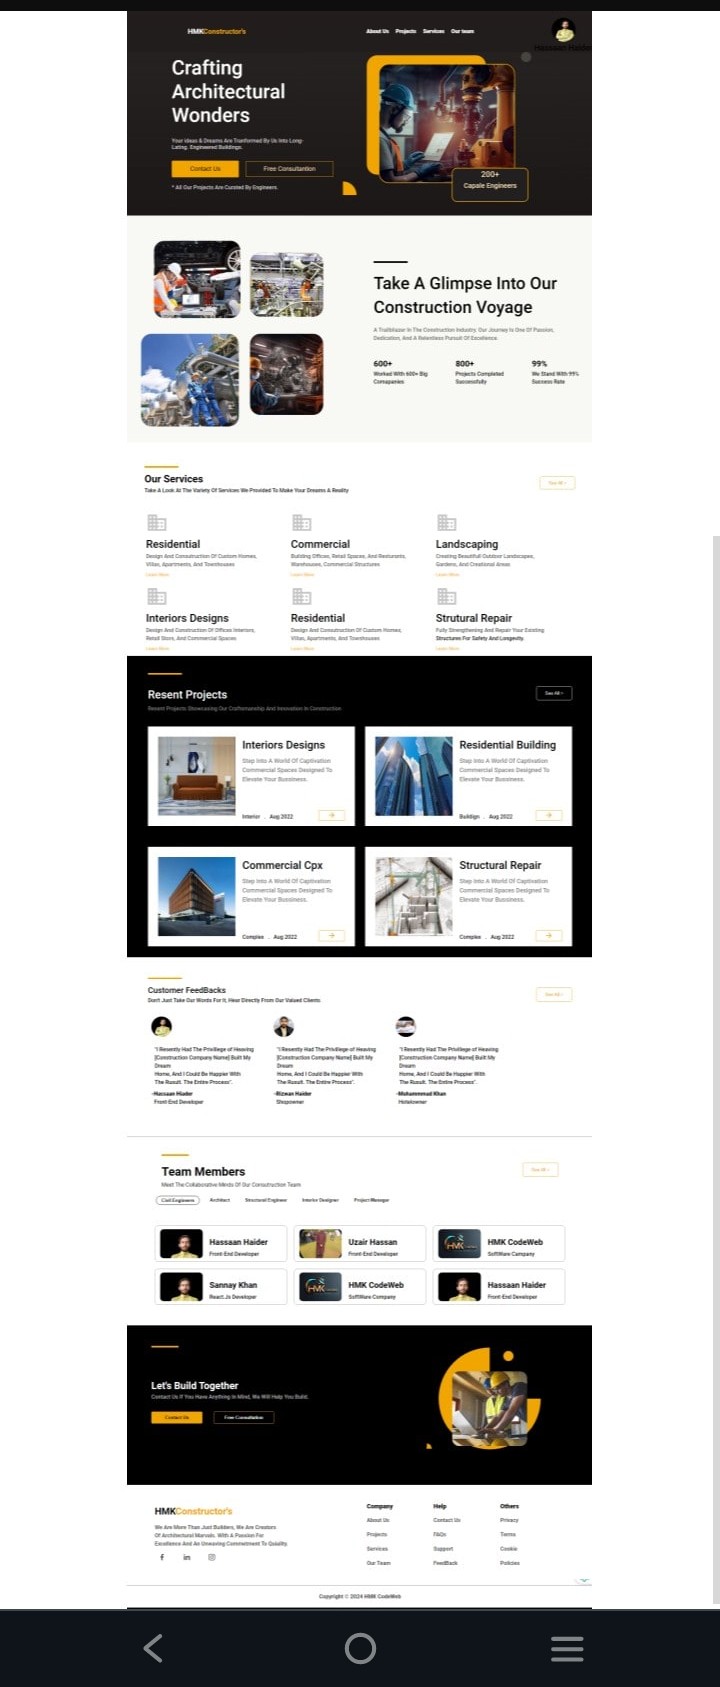 HMKConstructor's
About Us Projects Services Our team
Hassaan Haider
Crafting
Architectural
Wonders
Your Ideas & Dreams Are Tranformed By Us Into Long-
Lating. Engineered Buildings.
Contact Us Free Consultantion
* All Our Projects Are Curated By Engineers.
200+
Capale Engineers
Take A Glimpse Into Our
Construction Voyage
A Trailblazer In The Construction Industry. Our Journey Is One Of Passion,
Dedication, And A Relentless Pursuit Of Excellence.
600+ 800+ 99%
Worked With 600+ Big Projects Completed We Stand With 99%
Comapanies Successfully Success Rate
Our Services
Take A Look At The Variety Of Services We Provided To Make Your Dreams A Reality
See All >
Residential
Design And Consutruction Of Custom Homes,
Villas, Apartments, And Townhouses
Learn More
Commercial
Building Offices, Retail Spaces, And Resturants,
Warehouses, Commercial Structures
Learn More
Landscaping
Creating Beautifull Outdoor Landscapes,
Gardens, And Creational Areas
Learn More
Interiors Designs
Design And Construction Of Offices Interiors,
Retail Store, And Commercial Spaces
Learn More
Residential
Design And Consutruction Of Custom Homes,
Villas, Apartments, And Townhouses
Learn More
Strutural Repair
Fully Strengthening And Repair Your Existing
Structures For Safety And Longevity.
Learn More
Resent Projects
Resent Projects Showcasing Our Craftsmanship And Innovation In Construction
See All >
Interiors Designs
Step Into A World Of Captivation
Commercial Spaces Designed To
Elevate Your Bussiness.
Interior . Aug 2022
Residential Building
Step Into A World Of Captivation
Commercial Spaces Designed To
Elevate Your Bussiness.
Buildign . Aug 2022
Commercial Cpx
Step Into A World Of Captivation
Commercial Spaces Designed To
Elevate Your Bussiness.
Complex . Aug 2022
Structural Repair
Step Into A World Of Captivation
Commercial Spaces Designed To
Elevate Your Bussiness.
Complex . Aug 2022
Customer FeedBacks
Don't Just Take Our Words For It, Hear Directly From Our Valued Clients
See All >
"I Resently Had The Privillege of Heaving
[Construction Company Name] Built My
Dream
Home, And I Could Be Happier With
The Rusult. The Entire Process".
-Hassaan Hiader
Front-End Developer
"I Resently Had The Privillege of Heaving
[Construction Company Name] Built My
Dream
Home, And I Could Be Happier With
The Rusult. The Entire Process".
-Rizwan Haider
Shopowner
"I Resently Had The Privillege of Heaving
[Construction Company Name] Built My
Dream
Home, And I Could Be Happier With
The Rusult. The Entire Process".
-Mohammmad Khan
Hotelowner
Team Members
Meet The Collaborative Minds Of Our Consutruction Team
See All >
Civil Engineers Architect Structural Engineer Interior Designer Project Manager
Hassaan Haider
Front-End Developer
Uzair Hassan
Front-End Developer
HMK
HMK CodeWeb
SoftWare Campany
Sannay Khan
React.Js Developer
HMK
HMK CodeWeb
SoftWare Company
Hassaan Haider
Front-End Developer
Let's Build Together
Contact Us If You Have Anything In Mind, We Will Help You Build.
Contact Us Free Consultation
HMKConstructor's
We Are More Than Just Builders, We Are Creators
Of Architectural Marvels. With A Passion For
Excellence And An Unwaving Commetment To Qulaity.
Company Help Others
About Us Contact Us Privacy
Projects FAQs Terms
Services Support Cookie
Our Team FeedBack Policies
Copyright © 2024 HMK CodeWeb